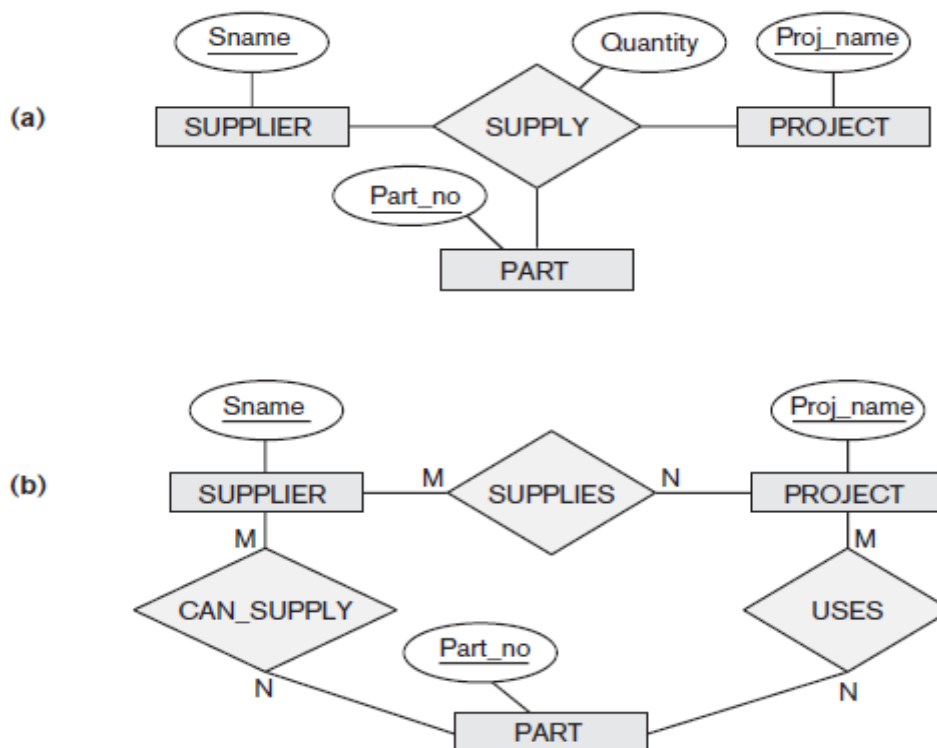 Sname
Quantity
Proj_name
(a)
SUPPLIER
SUPPLY
PROJECT
Part_no
PART
Sname
Proj_name
(b)
SUPPLIER
M
SUPPLIES
N
PROJECT
M
M
CAN_SUPPLY
USES
Part_no
N
N
PART